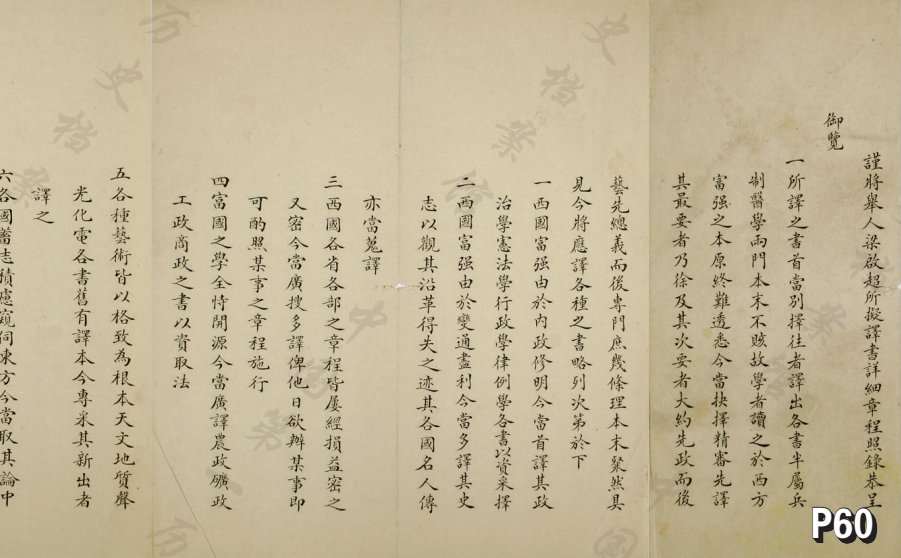 謹將舉人梁啟超所擬譯書詳細章程照錄恭呈
御覽
一所譯之書首當別擇往者譯出各書半屬兵
制醫學兩門本末不賅故學者讀之於西方
富强之本原終難透悉今當抉擇精審先譯
其最要者乃徐及其次要者大約先政而後
藝先總義而後專門庶幾條理本末粲然具
見今將應譯各種之書略列次第於下
一西國富强由於內政修明今當首譯其政
治學憲法學行政學律例學各書以資采擇
二西國富强由於變通盡利今當多譯其史
志以觀其沿革得失之迹其各國名人傳
亦當蒐譯
三西國各省各部之章程皆屢經損益密之
又密今當廣搜多譯俾他日欲辦某事即
可酌照某事之章程施行
四富國之學全恃開源今當廣譯農政礦政
工政商政之書以資取法
五各種藝術皆以格致為根本天文地質聲
光化電各書舊有譯本今專采其新出者
譯之
六各國蓄志積慮窺伺東方今當取其論中
P60